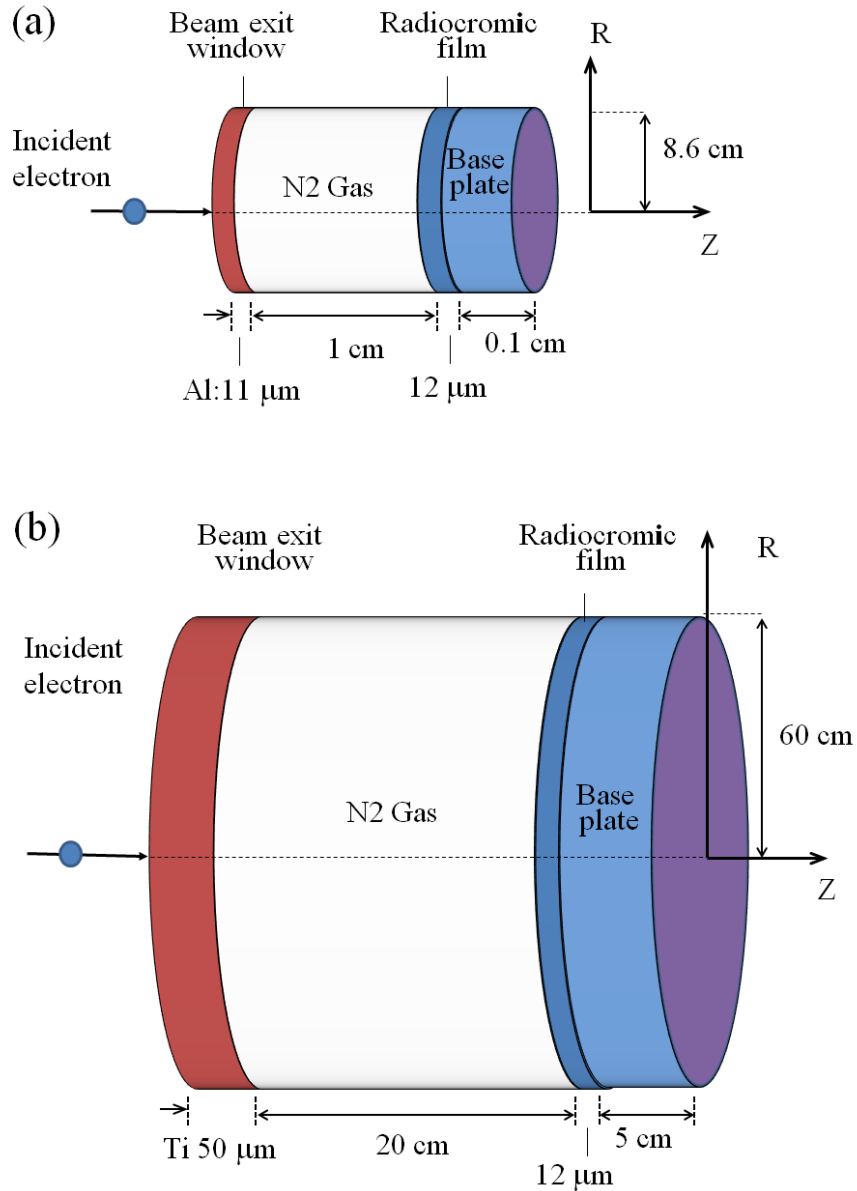 (a)
Beam exit
window
Radiocromic
film
R
Incident
electron
8.6 cm
N2 Gas
Base
plate
Z
1 cm
0.1 cm
Al:11 μm
12 μm
(b)
Beam exit
window
Radiocromic
film
R
Incident
electron
60 cm
N2 Gas
Base
plate
Z
Ti 50 μm
20 cm
5 cm
12 μm